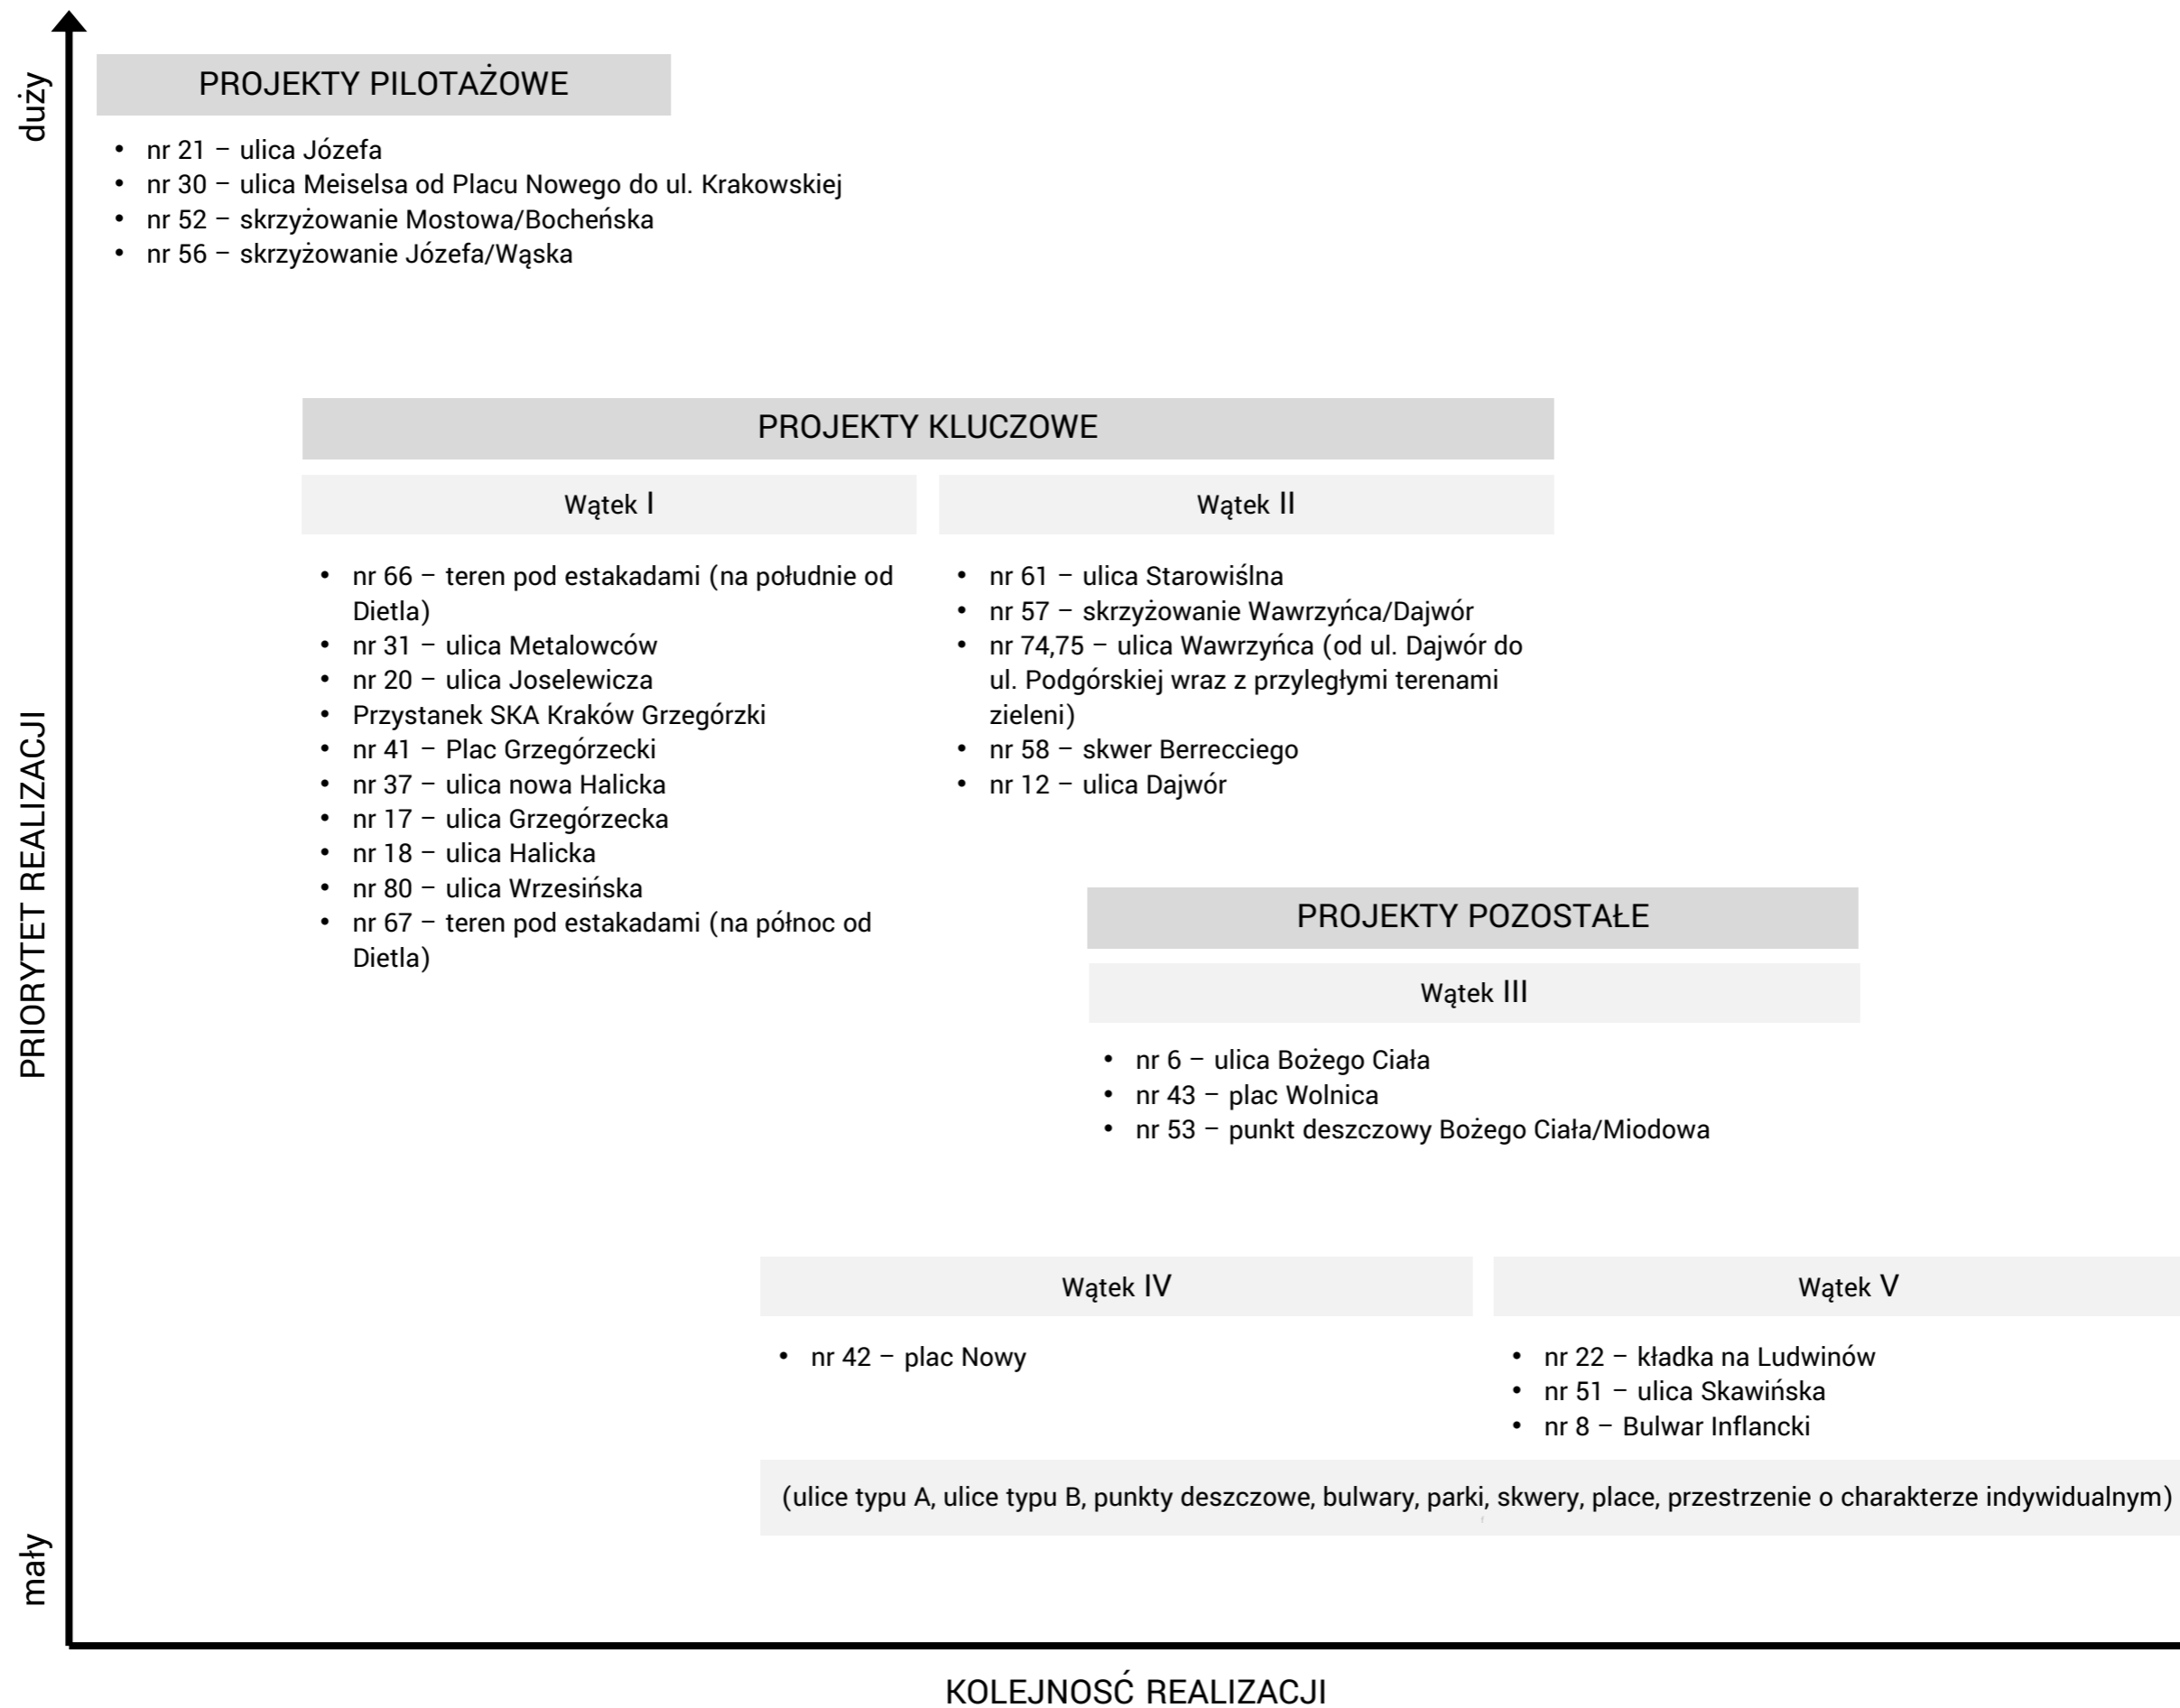 duży
PROJEKTY PILOTAŻOWE
• nr 21 – ulica Józefa
• nr 30 – ulica Meiselsa od Placu Nowego do ul. Krakowskiej
• nr 52 – skrzyżowanie Mostowa/Bocheńska
• nr 56 – skrzyżowanie Józefa/Wąska
PROJEKTY KLUCZOWE
Wątek I
• nr 66 – teren pod estakadami (na południe od
Dietla)
• nr 31 – ulica Metalowców
• nr 20 – ulica Joselewicza
• Przystanek SKA Kraków Grzegórzki
• nr 41 – Plac Grzegórzecki
• nr 37 – ulica nowa Halicka
• nr 17 – ulica Grzegórzecka
• nr 18 – ulica Halicka
• nr 80 – ulica Wrzesińska
• nr 67 – teren pod estakadami (na północ od
Dietla)
Wątek II
• nr 61 – ulica Starowiślna
• nr 57 – skrzyżowanie Wawrzyńca/Dajwór
• nr 74,75 – ulica Wawrzyńca (od ul. Dajwór do
ul. Podgórskiej wraz z przyległymi terenami
zieleni)
• nr 58 – skwer Berrecciego
• nr 12 – ulica Dajwór
PRIORYTET REALIZACJI
PROJEKTY POZOSTAŁE
Wątek III
• nr 6 – ulica Bożego Ciała
• nr 43 – plac Wolnica
• nr 53 – punkt deszczowy Bożego Ciała/Miodowa
Wątek IV
• nr 42 – plac Nowy
Wątek V
• nr 22 – kładka na Ludwinów
• nr 51 – ulica Skawińska
• nr 8 – Bulwar Inflancki
(ulice typu A, ulice typu B, punkty deszczowe, bulwary, parki, skwery, place, przestrzenie o charakterze indywidualnym)
mały
KOLEJNOSĆ REALIZACJI